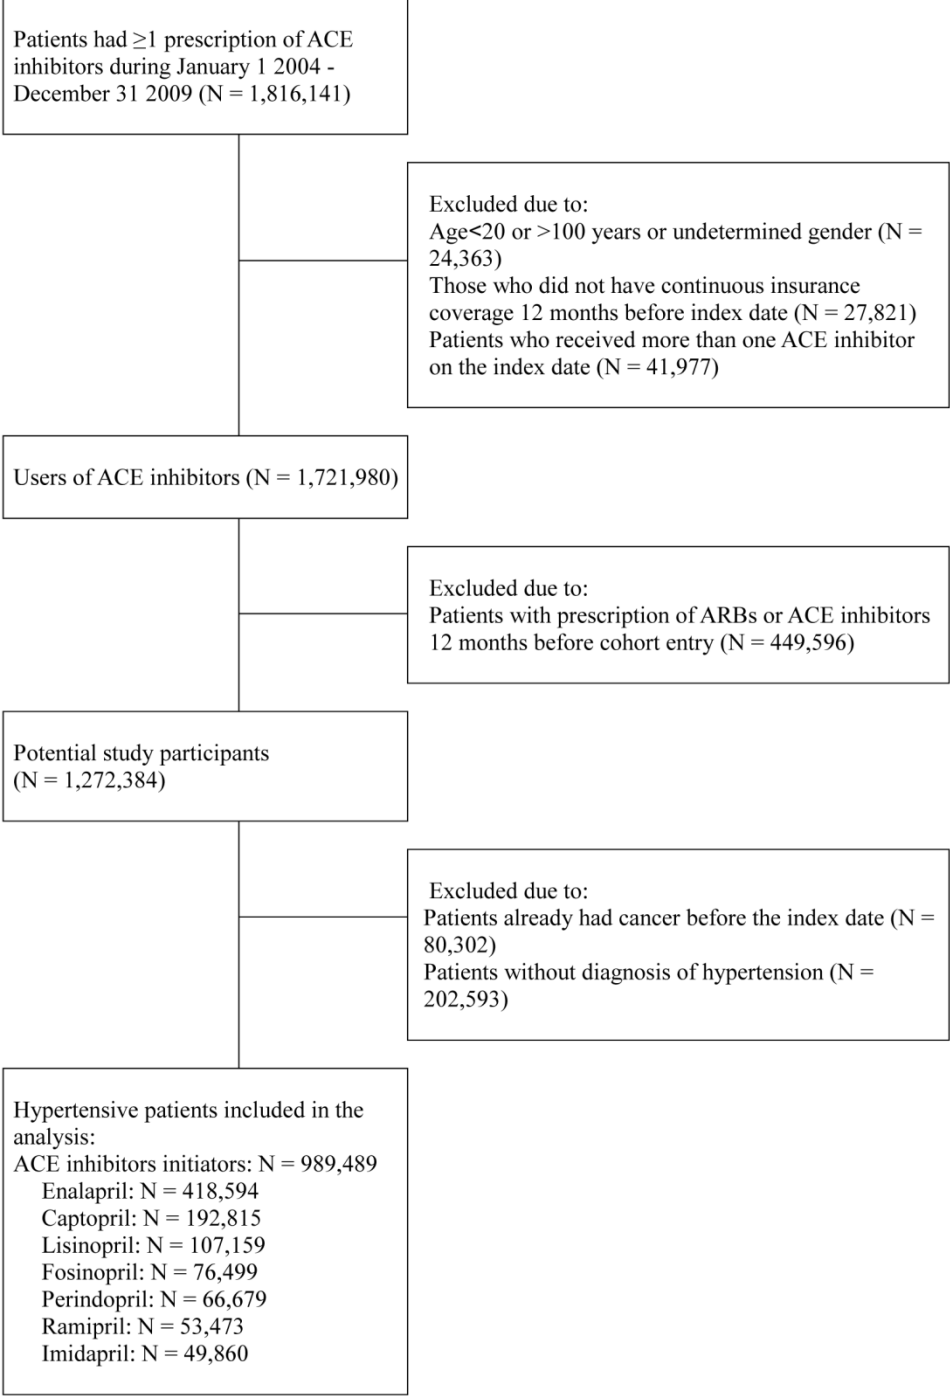 Patients had ≥1 prescription of ACE
inhibitors during January 1 2004 -
December 31 2009 (N = 1,816,141)
Excluded due to:
Age<20 or >100 years or undetermined gender (N =
24,363)
Those who did not have continuous insurance
coverage 12 months before index date (N = 27,821)
Patients who received more than one ACE inhibitor
on the index date (N = 41,977)
Users of ACE inhibitors (N = 1,721,980)
Excluded due to:
Patients with prescription of ARBs or ACE inhibitors
12 months before cohort entry (N = 449,596)
Potential study participants
(N = 1,272,384)
Excluded due to:
Patients already had cancer before the index date (N =
80,302)
Patients without diagnosis of hypertension (N =
202,593)
Hypertensive patients included in the
analysis:
ACE inhibitors initiators: N = 989,489
Enalapril: N = 418,594
Captopril: N = 192,815
Lisinopril: N = 107,159
Fosinopril: N = 76,499
Perindopril: N = 66,679
Ramipril: N = 53,473
Imidapril: N = 49,860